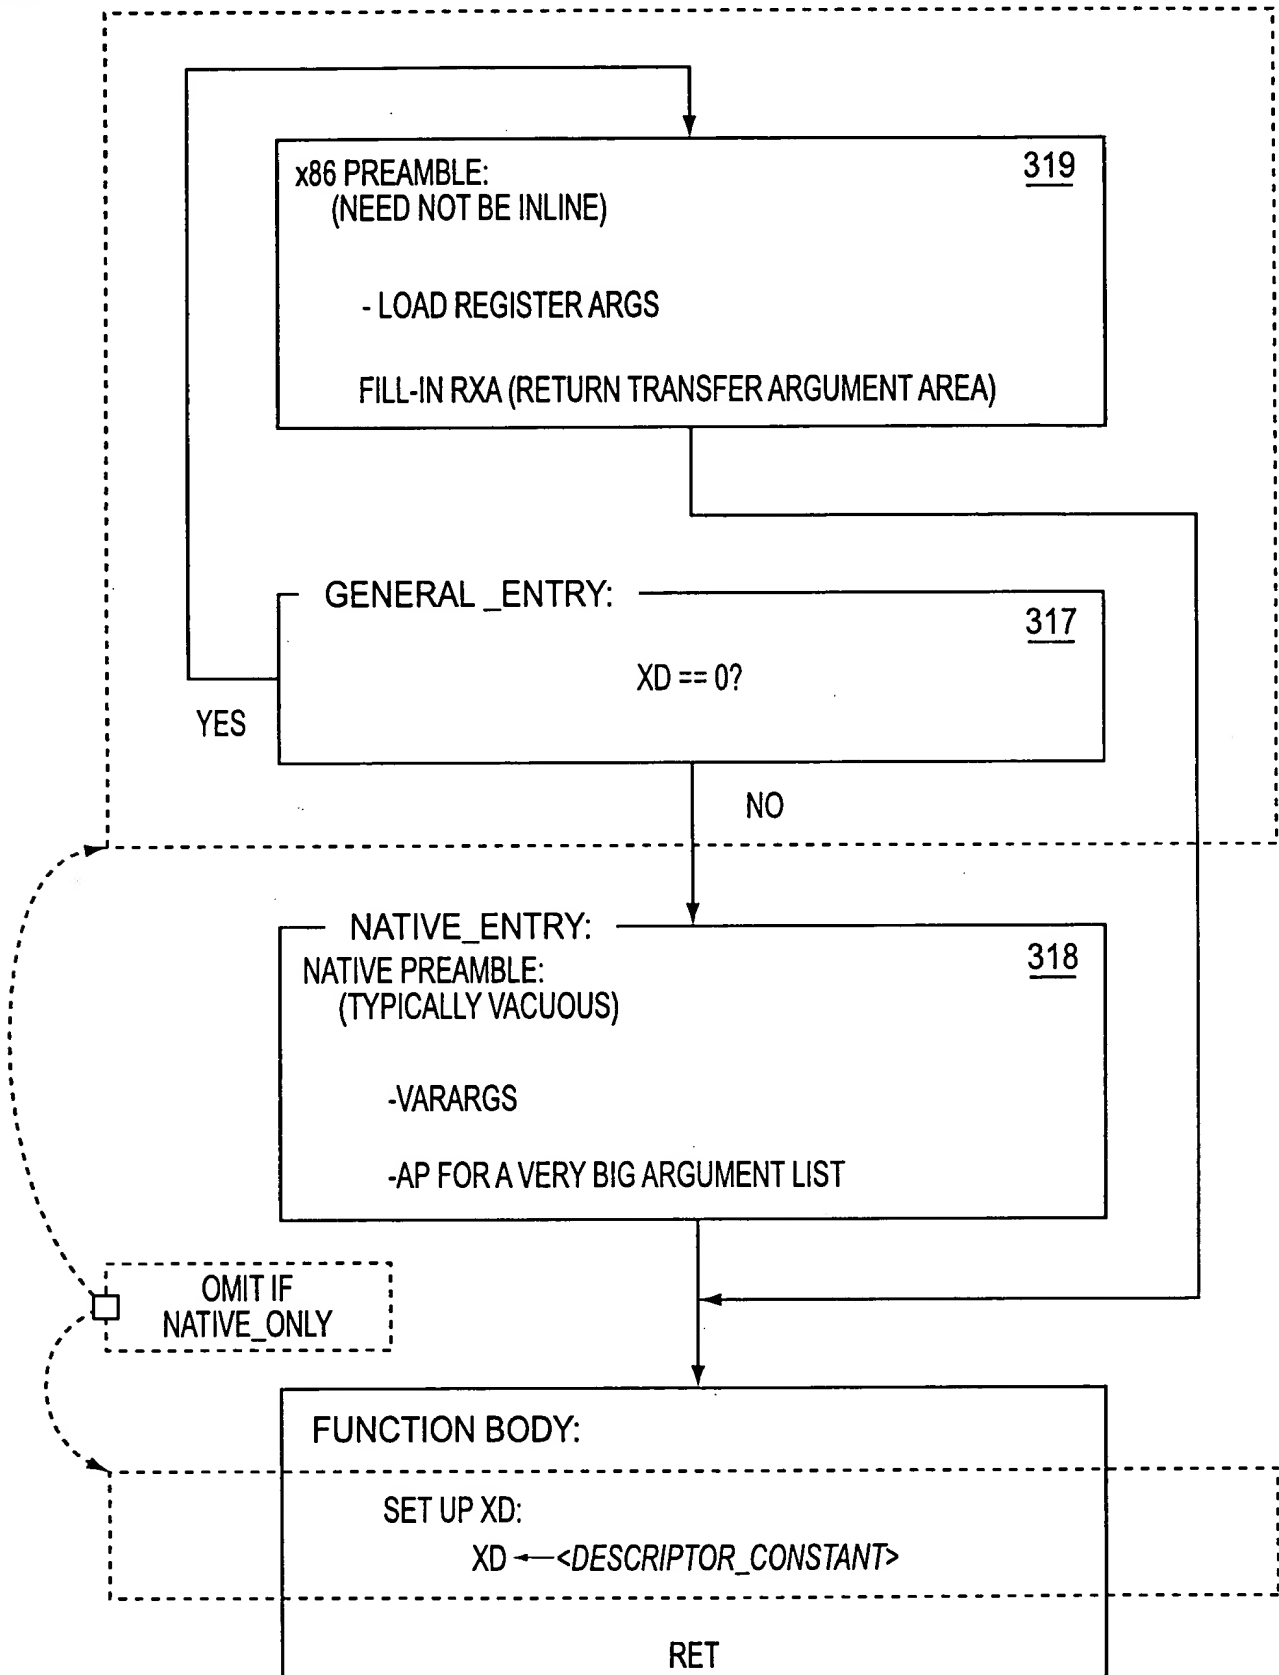 x86 PREAMBLE: 319
(NEED NOT BE INLINE)
- LOAD REGISTER ARGS
FILL-IN RXA (RETURN TRANSFER ARGUMENT AREA)
GENERAL _ENTRY:
317
XD == 0?
YES
NO
NATIVE_ENTRY:
NATIVE PREAMBLE: 318
(TYPICALLY VACUOUS)
-VARARGS
-AP FOR A VERY BIG ARGUMENT LIST
OMIT IF
NATIVE_ONLY
FUNCTION BODY:
SET UP XD:
XD ←<DESCRIPTOR_CONSTANT>
RET